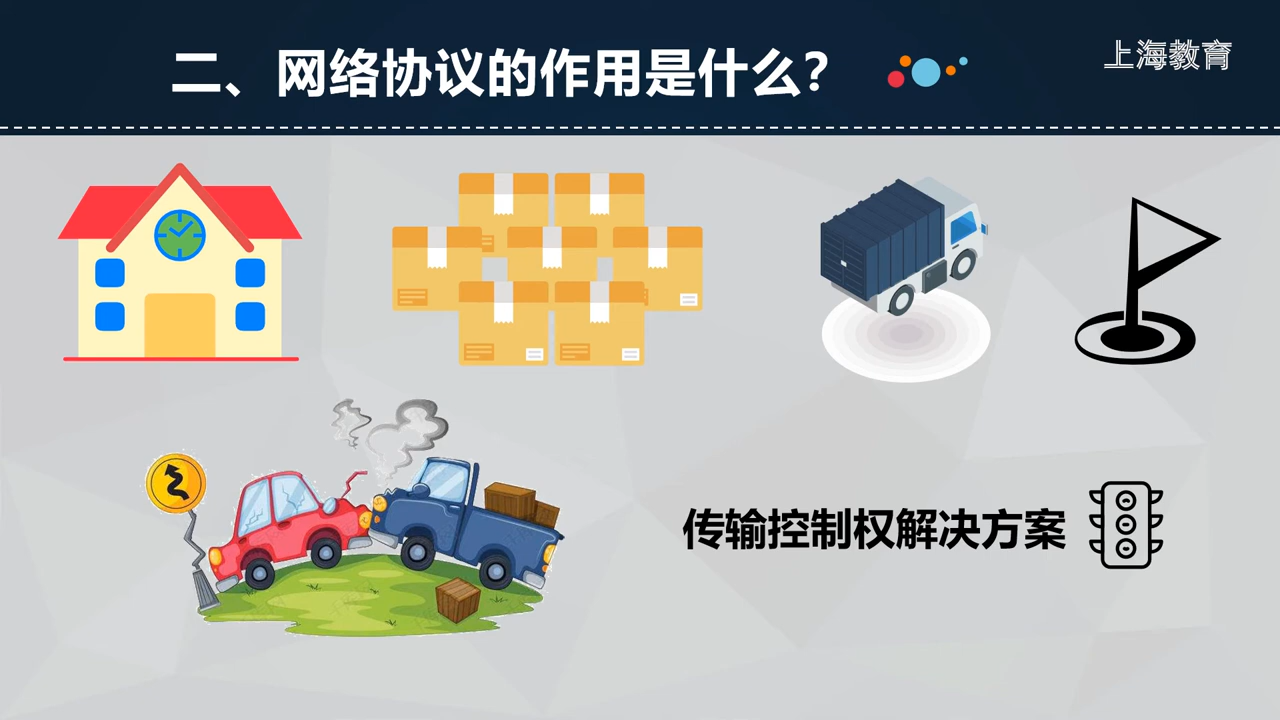 二、网络协议的作用是什么？
上海教育
传输控制权解决方案